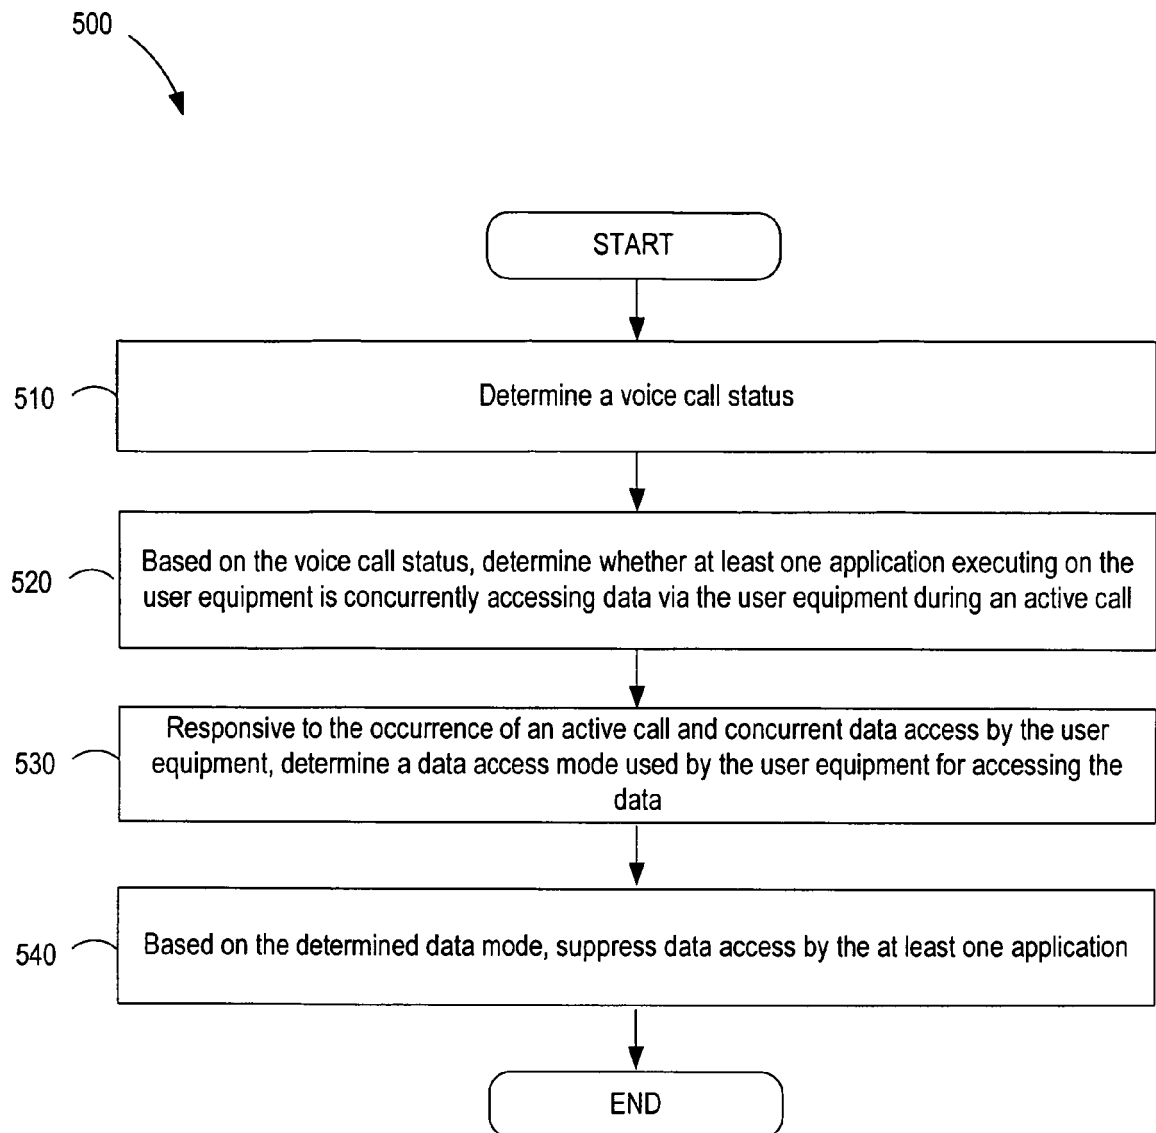 500
START
510
Determine a voice call status
520
Based on the voice call status, determine whether at least one application executing on the
user equipment is concurrently accessing data via the user equipment during an active call
530
Responsive to the occurrence of an active call and concurrent data access by the user
equipment, determine a data access mode used by the user equipment for accessing the
data
540
Based on the determined data mode, suppress data access by the at least one application
END